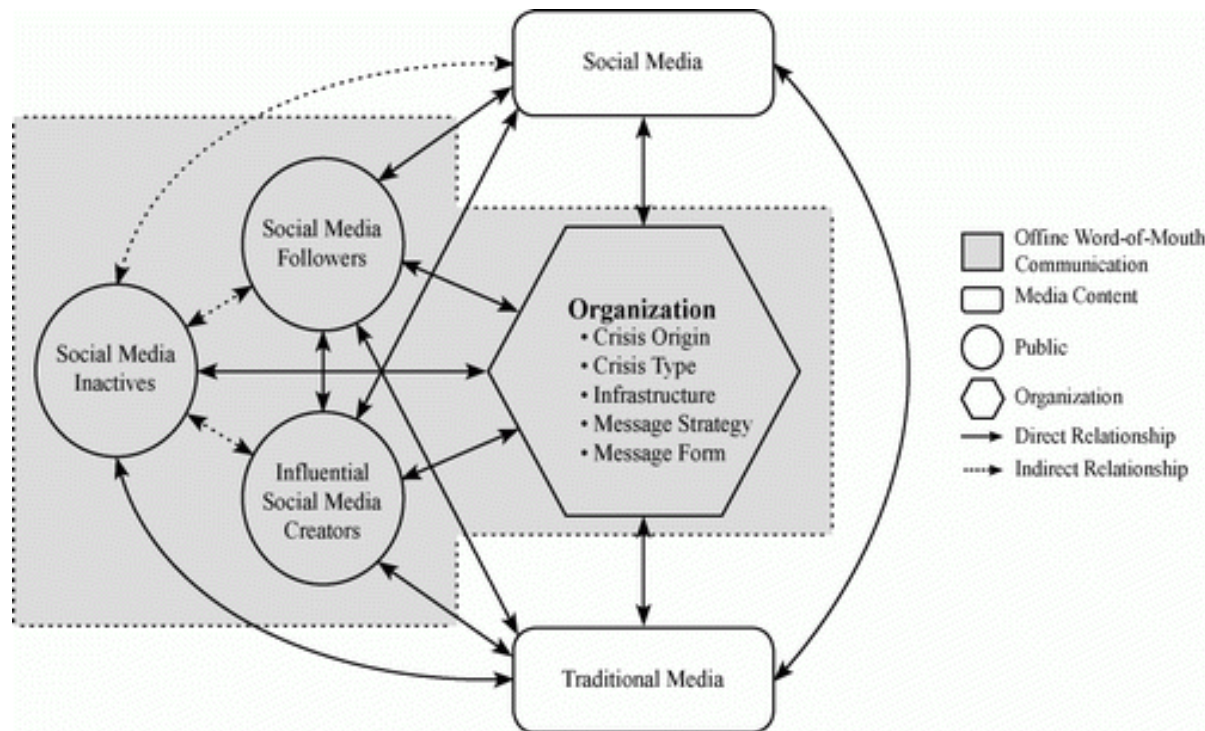 Social Media
Social Media
Followers
Social Media
Inactives
Influential
Social Media
Creators
Organization
• Crisis Origin
• Crisis Type
• Infrastructure
• Message Strategy
• Message Form
Traditional Media
Offine Word-of-Mouth
Communication
Media Content
Public
Organization
Direct Relationship
Indirect Relationship